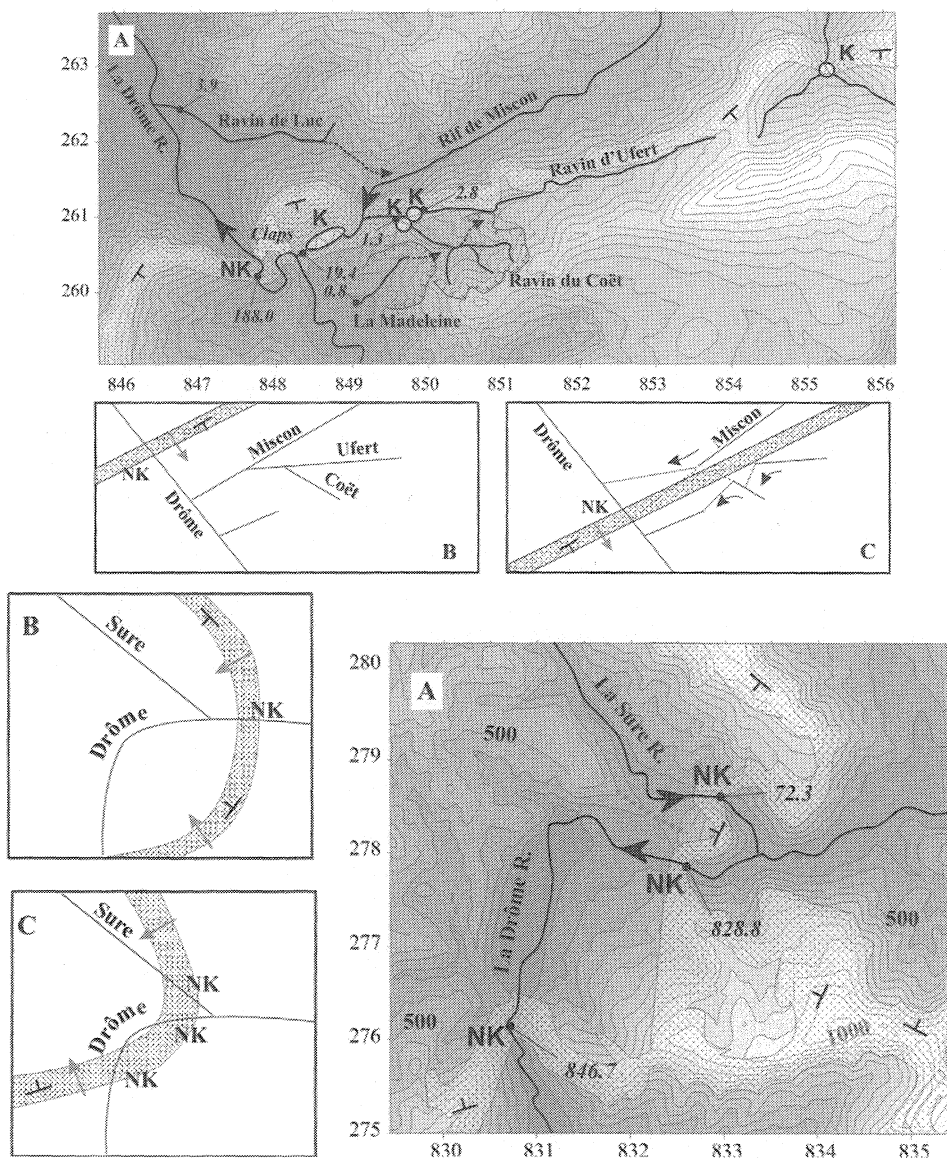 A
263
262
261
260
846 847 848 849 850 851 852 853 854 855 856
La Drôme R.
3.9
Ravin de Luc
Rif de Miscon
Ravin d'Ufert
K
K
K
K
2.8
1.3
Claps
NK
188.0
19.4
0.8
La Madeleine
Ravin du Coët
NK
Drôme
Miscon
Ufert
Coët
B
Drôme
Miscon
NK
C
B
Sure
Drôme
NK
C
Sure
Drôme
NK
NK
NK
A
280
279
278
277
276
275
830 831 832 833 834 835
La Sure R.
500
NK
72.3
NK
828.8
La Drôme R.
500
500
NK
846.7
1000